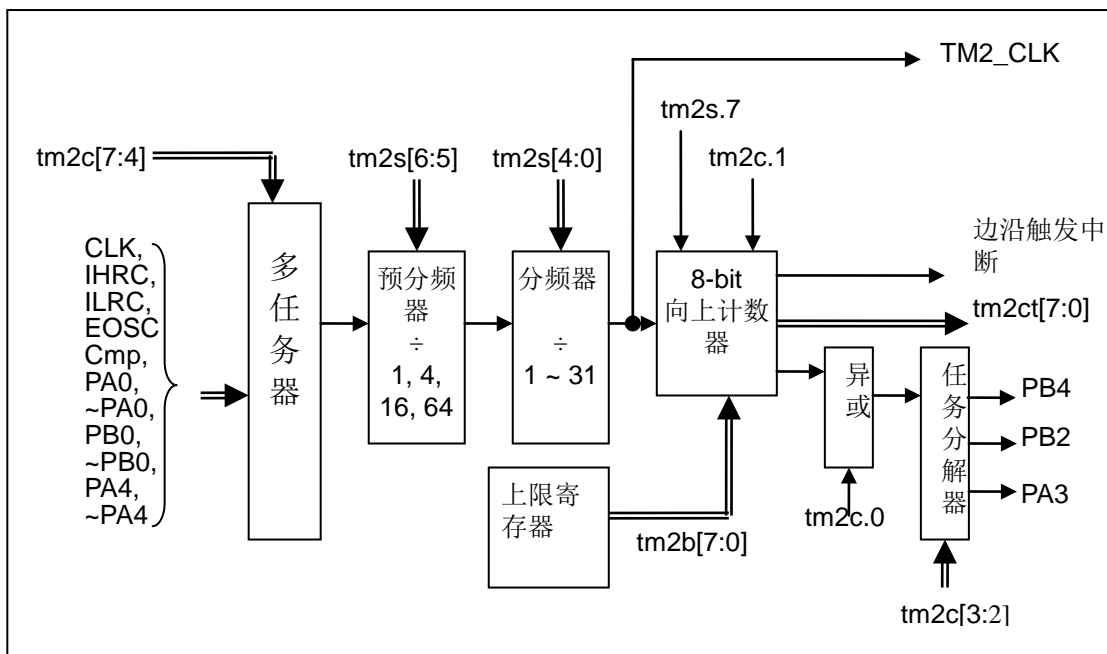 TM2_CLK
tm2s.7
tm2c[7:4]
tm2s[6:5]
tm2s[4:0]
tm2c.1
CLK,
IHRC,
ILRC,
EOSC
Cmp,
PA0,
~PA0,
PB0,
~PB0,
PA4,
~PA4
多
任
务
器
预分频
器
÷
1, 4,
16, 64
分频器
÷
1 ~ 31
8-bit
向上计数
器
边沿触发中
断
tm2ct[7:0]
上限寄
存器
tm2b[7:0]
异
或
tm2c.0
任
务
分
解
器
PB4
PB2
PA3
tm2c[3:2]